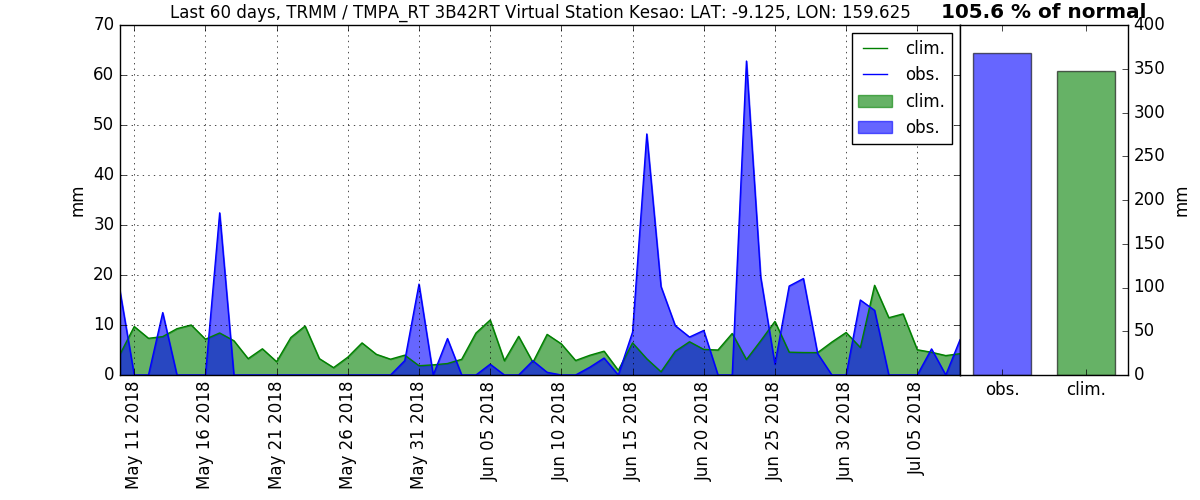 Last 60 days, TRMM / TMPA_RT 3B42RT Virtual Station Kesao: LAT: -9.125, LON: 159.625
105.6 % of normal
70
60
50
40
30
20
10
0
mm
clim.
obs.
clim.
obs.
May 11 2018
May 16 2018
May 21 2018
May 26 2018
May 31 2018
Jun 05 2018
Jun 10 2018
Jun 15 2018
Jun 20 2018
Jun 25 2018
Jun 30 2018
Jul 05 2018
400
350
300
250
200
150
100
50
0
mm
obs.
clim.